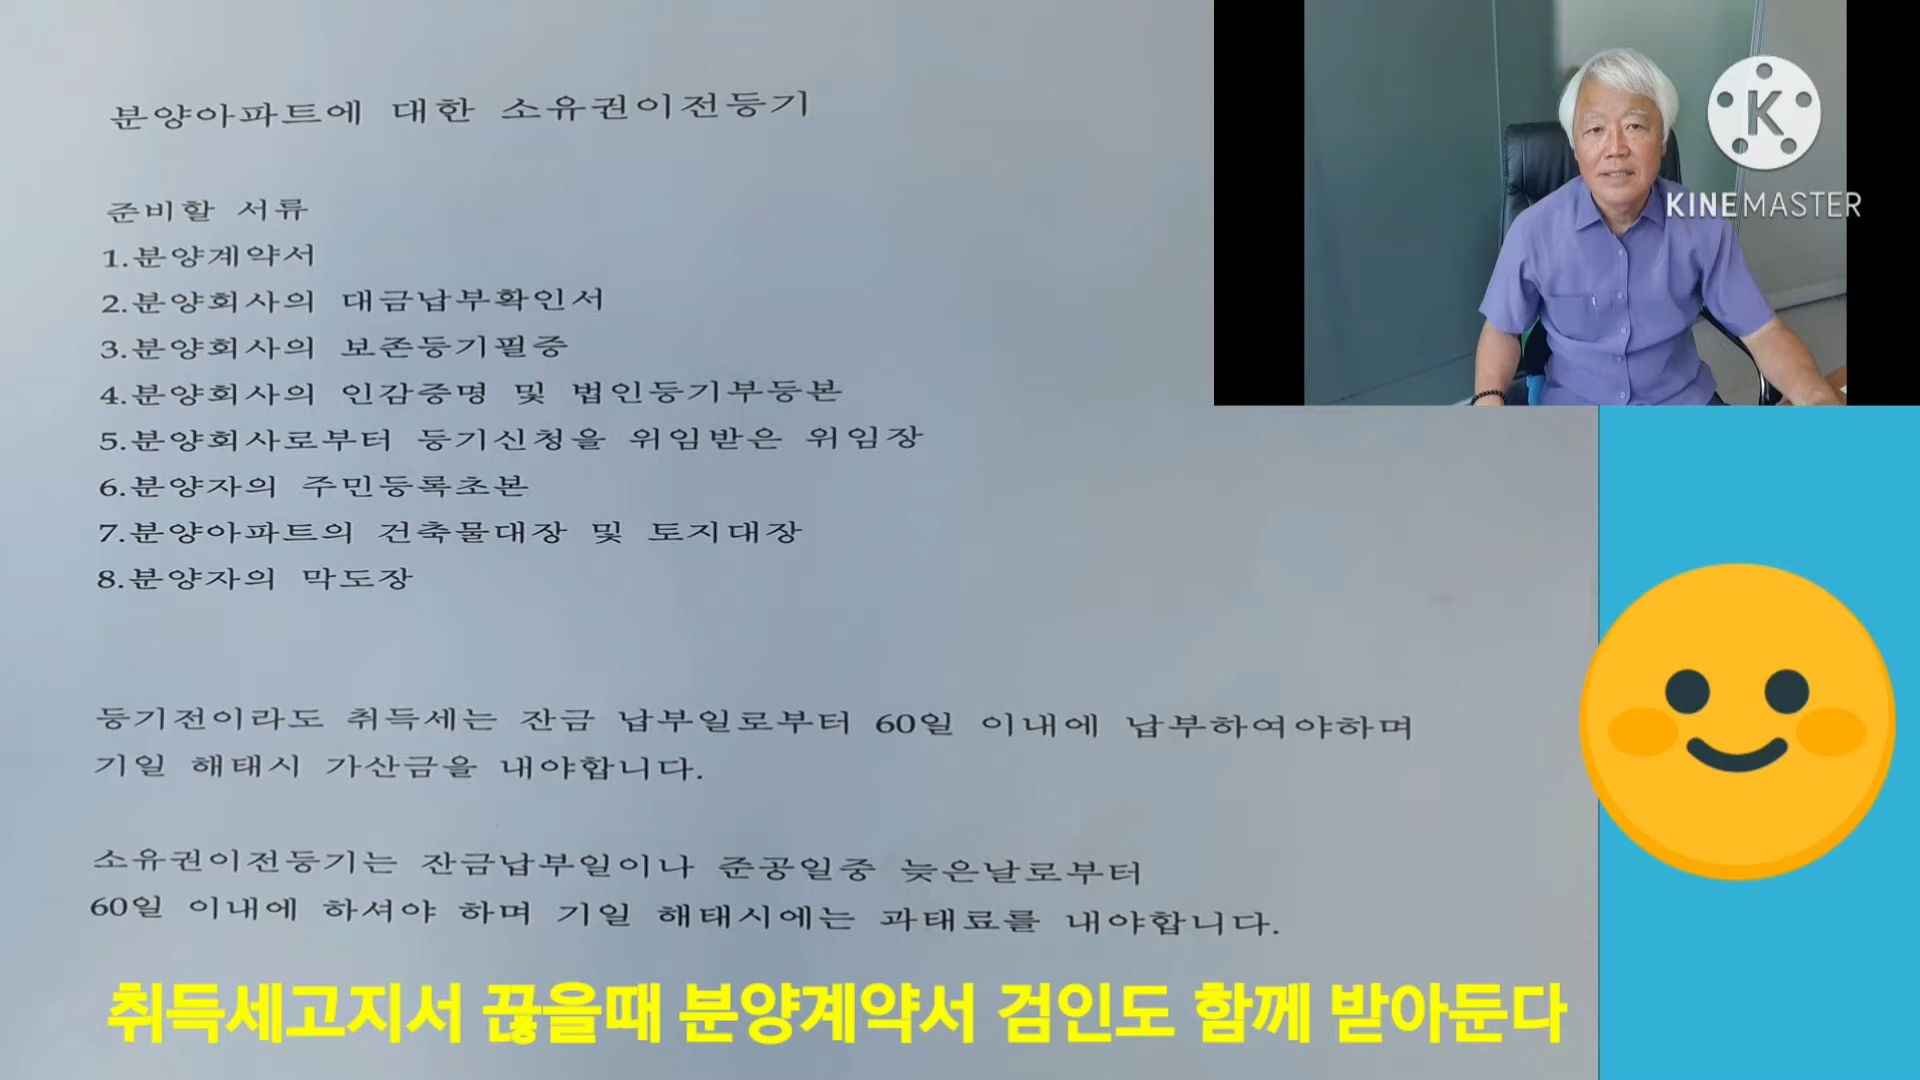 분양아파트에 대한 소유권이전등기
준비할 서류
1.분양계약서
2.분양회사의 대금납부확인서
3.분양회사의 보존등기필증
4.분양회사의 인감증명 및 법인등기부등본
5.분양회사로부터 등기신청을 위임받은 위임장
6.분양자의 주민등록초본
7.분양아파트의 건축물대장 및 토지대장
8.분양자의 막도장
등기전이라도 취득세는 잔금 납부일로부터 60일 이내에 납부하여야하며
기일 해태시 가산금을 내야합니다.
소유권이전등기는 잔금납부일이나 준공일중 늦은날로부터
60일 이내에 하셔야 하며 기일 해태시에는 과태료를 내야합니다.
취득세고지서 끊을때 분양계약서 검인도 함께 받아둔다
K
KINEMASTER